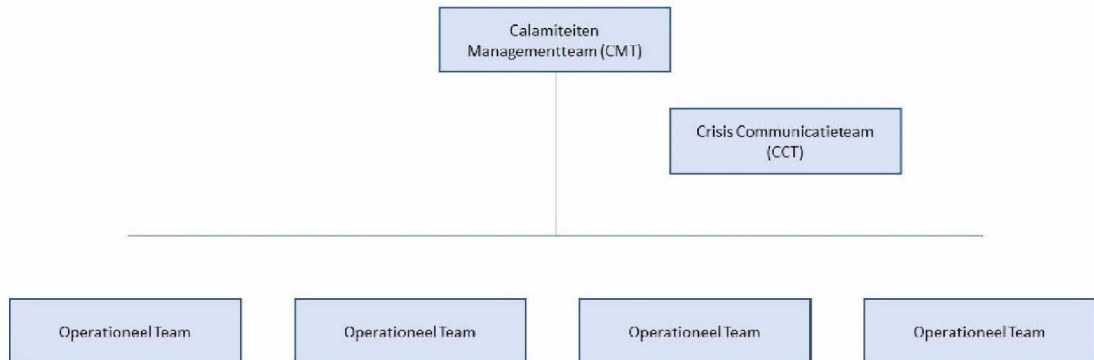 Calamiteiten
Managementteam (CMT)
Crisis Communicatieteam
(CCT)
Operationeel Team
Operationeel Team
Operationeel Team
Operationeel Team